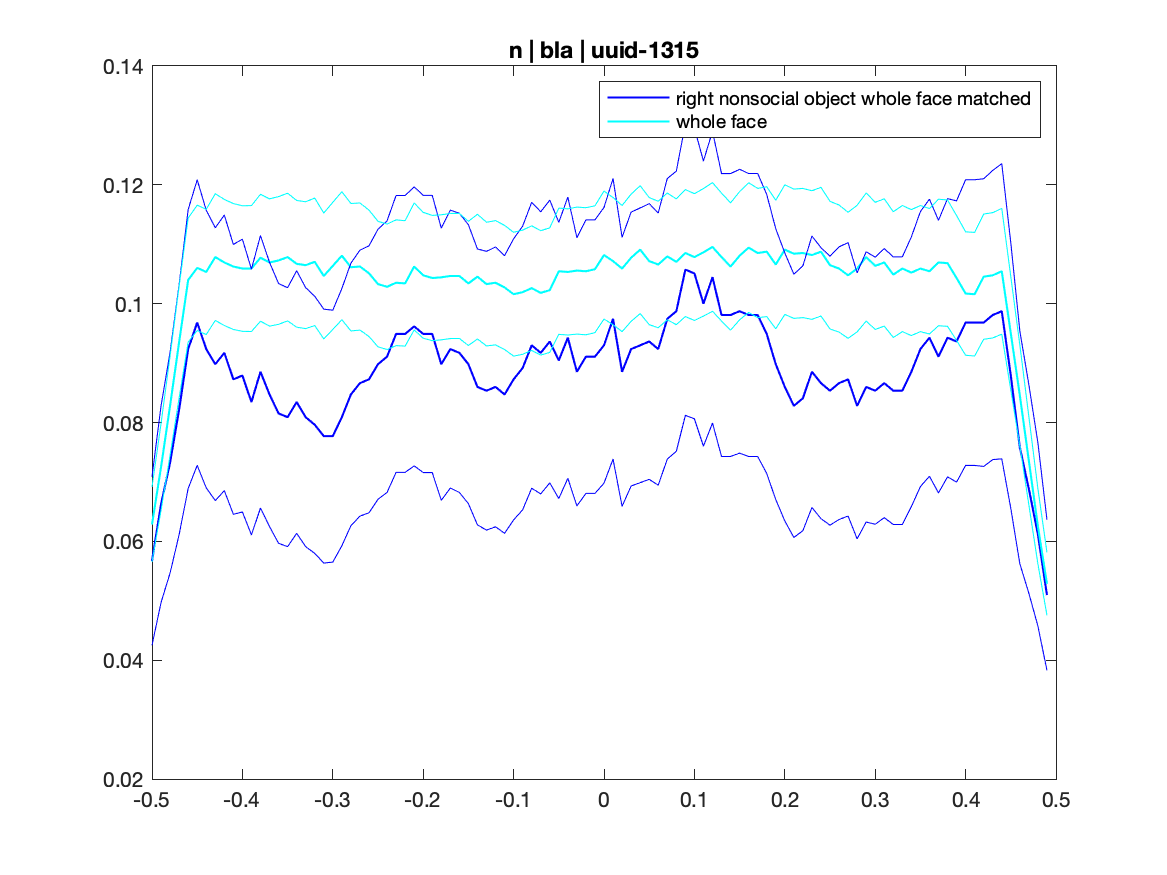 n | bla | uuid-1315
right nonsocial object whole face matched
whole face
0.14
0.12
0.1
0.08
0.06
0.04
0.02
-0.5 -0.4 -0.3 -0.2 -0.1 0 0.1 0.2 0.3 0.4 0.5